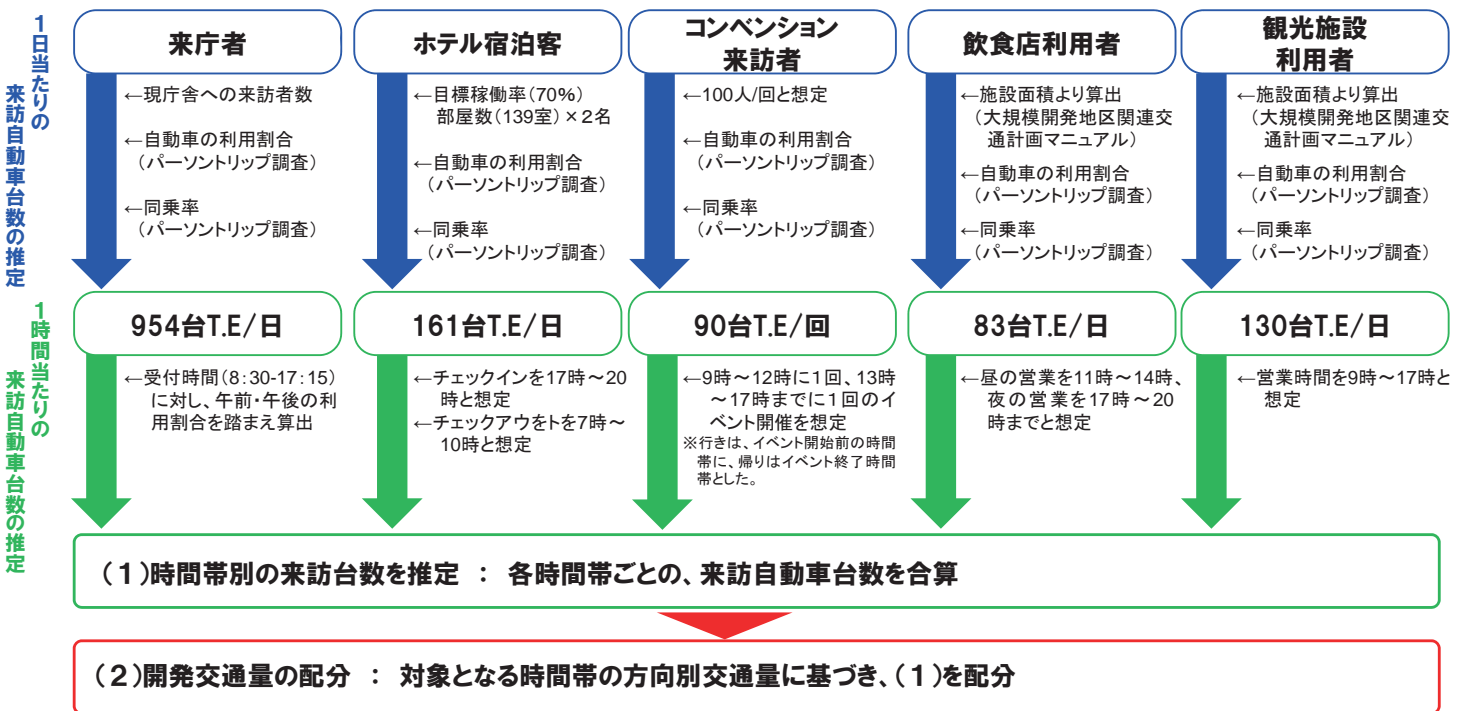 1日当たりの
来訪自動車台数の推定
来庁者
←現庁舎への来訪者数
←自動車の利用割合
（パーソントリップ調査）
←同乗率
（パーソントリップ調査）
ホテル宿泊客
←目標稼働率（70％）
部屋数（139室）×２名
←自動車の利用割合
（パーソントリップ調査）
←同乗率
（パーソントリップ調査）
コンベンション
来訪者
←100人/回と想定
←自動車の利用割合
（パーソントリップ調査）
←同乗率
（パーソントリップ調査）
飲食店利用者
←施設面積より算出
（大規模開発地区関連交
通計画マニュアル）
←自動車の利用割合
（パーソントリップ調査）
←同乗率
（パーソントリップ調査）
観光施設
利用者
←施設面積より算出
（大規模開発地区関連交
通計画マニュアル）
←自動車の利用割合
（パーソントリップ調査）
←同乗率
（パーソントリップ調査）
1時間当たりの
来訪自動車台数の推定
954台T.E/日
←受付時間（8:30-17:15）
に対し、午前・午後の利
用割合を踏まえ算出
161台T.E/日
←チェックインを17時～20
時と想定
←チェックアウをトを7時～
10時と想定
90台T.E/回
←9時～12時に1回、13時
～17時までに1回のイ
ベント開催を想定
※行きは、イベント開始前の時間
帯に、帰りはイベント終了時間
帯とした。
83台T.E/日
←昼の営業を11時～14時、
夜の営業を17時～20
時までと想定
130台T.E/日
←営業時間を9時～17時と
想定
（１）時間帯別の来訪台数を推定 ： 各時間帯ごとの、来訪自動車台数を合算
（２）開発交通量の配分 ： 対象となる時間帯の方向別交通量に基づき、（１）を配分